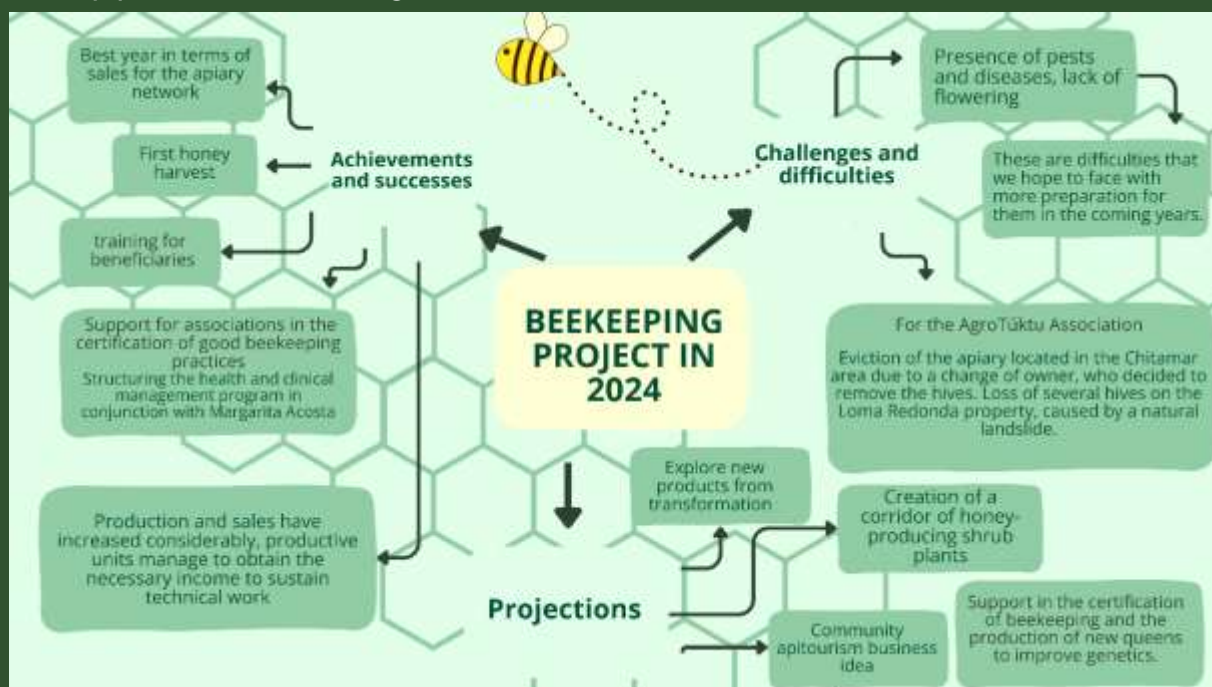 BEEKEEPING
PROJECT IN
2024
Achievements
and successes
Best year in terms of
sales for the apiary
network
First honey
harvest
training for
beneficiaries
Support for associations in the
certification of good beekeeping
practices
Structuring the health and clinical
management program in
conjunction with Margarita Acosta
Production and sales have
increased considerably, productive
units manage to obtain the
necessary income to sustain
technical work
Challenges and
difficulties
Presence of pests
and diseases, lack of
flowering
These are difficulties that
we hope to face with
more preparation for
them in the coming years.
For the AgroTúktu Association
Eviction of the apiary located in the Chitamar
area due to a change of owner, who decided to
remove the hives. Loss of several hives on the
Loma Redonda property, caused by a natural
landslide.
Projections
Explore new
products from
transformation
Creation of a
corridor of honey-
producing shrub
plants
Community
apitourism business
idea
Support in the certification
of beekeeping and the
production of new queens
to improve genetics.